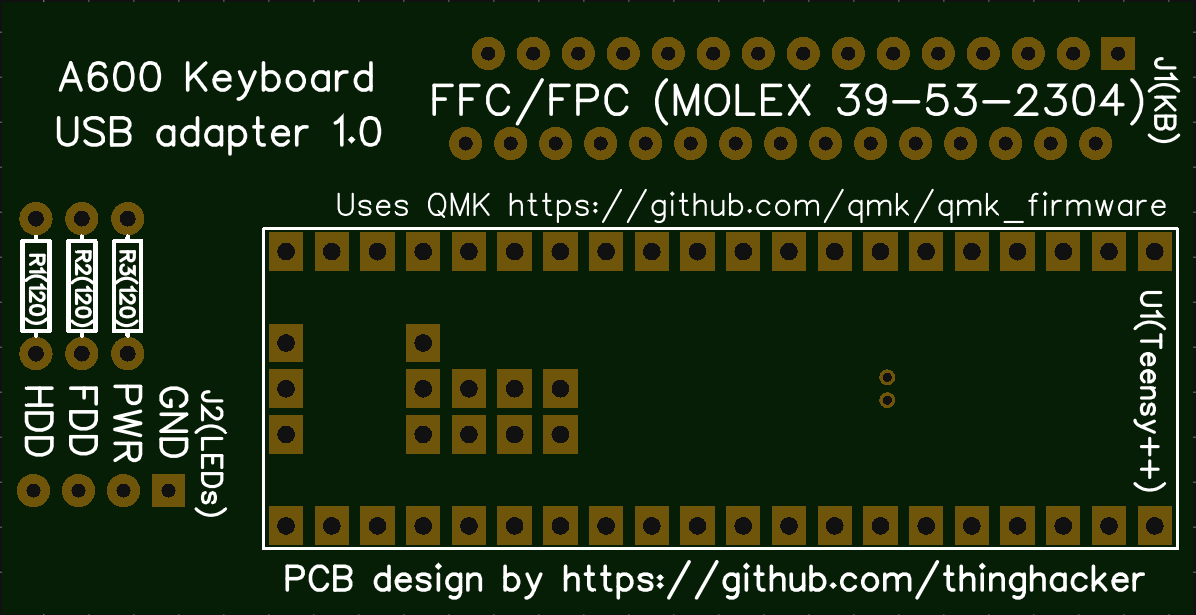 A600 Keyboard
USB adapter 1.0
FFC/FPC (MOLEX 39-53-2304)
J1(KB)
Uses QMK https://github.com/qmk/qmk_firmware
R1(120)
R2(120)
R3(120)
HDD
FDD
PWR
GND
J2(LEDs)
U1(Teensy++)
PCB design by https://github.com/thinghacker